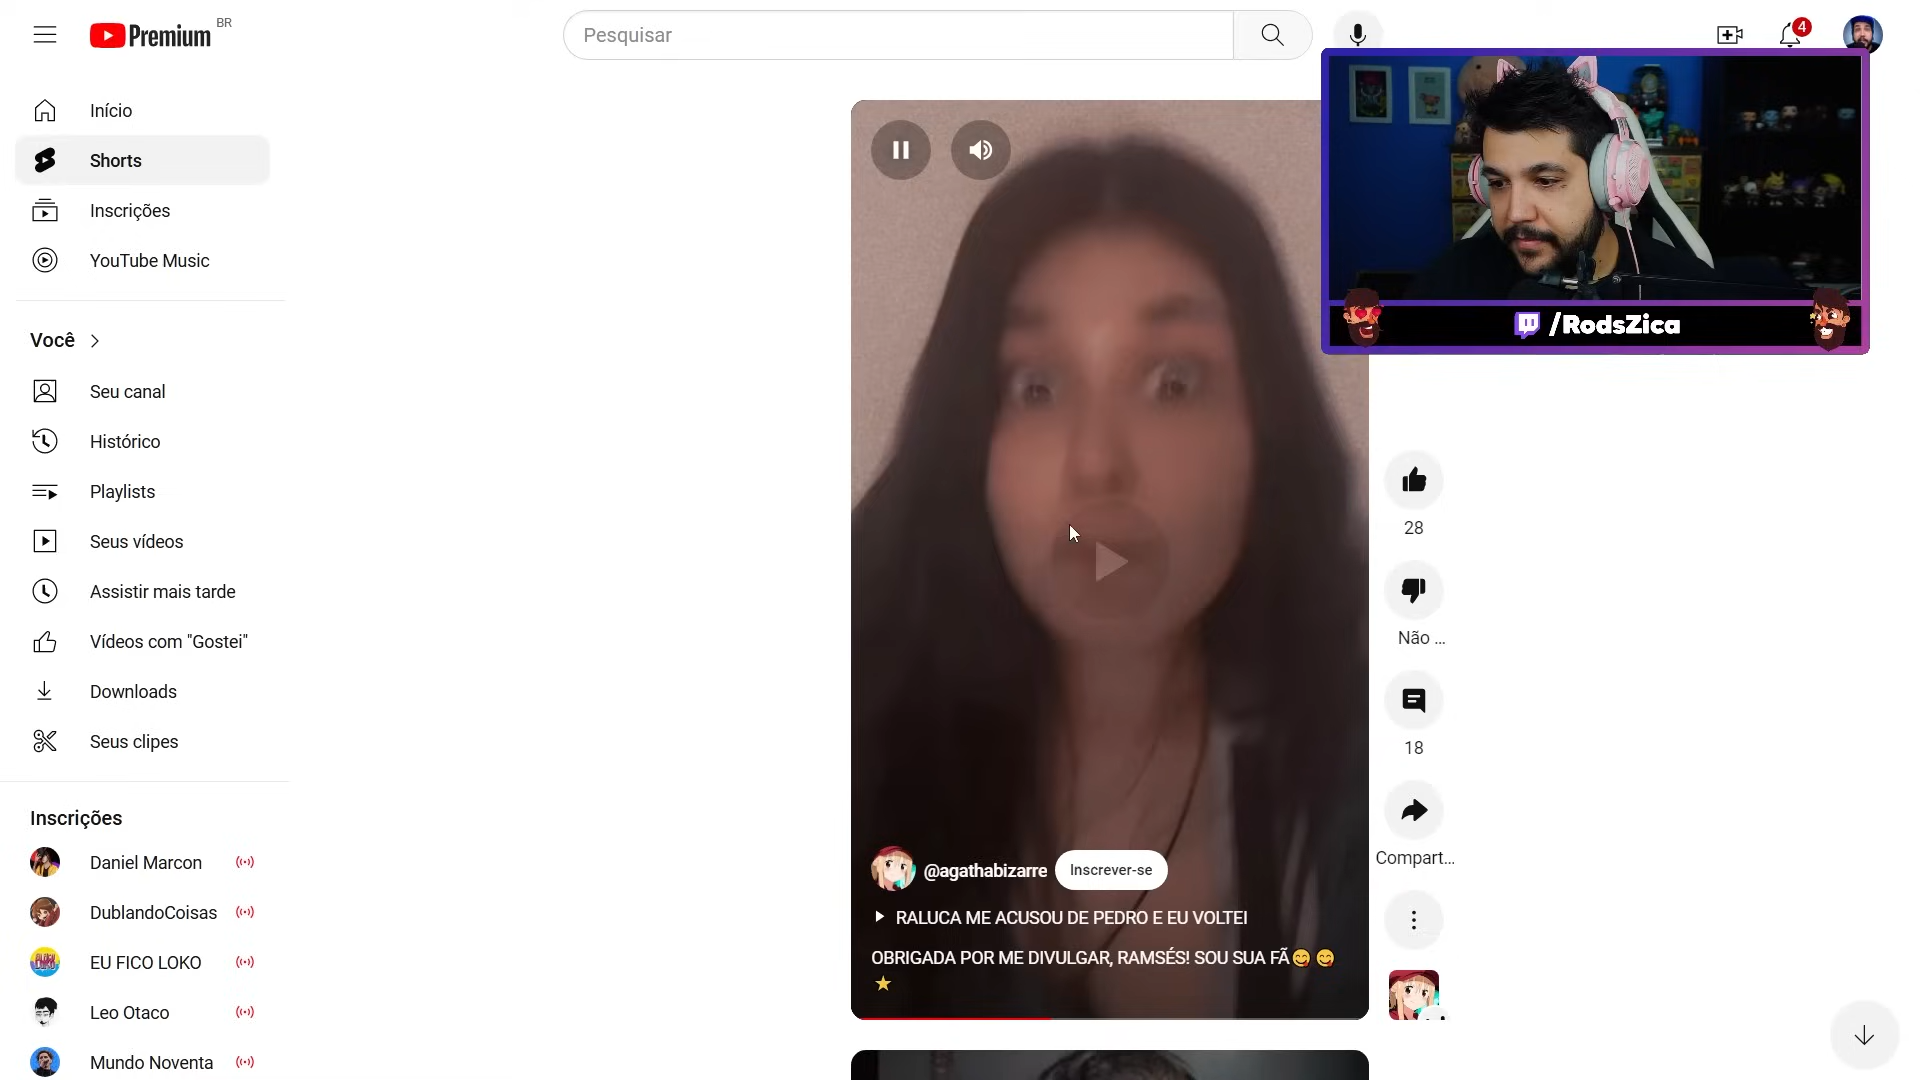 Premium
BR
Pesquisar
4
Início
Shorts
Inscrições
YouTube Music
Você
Seu canal
Histórico
Playlists
Seus vídeos
Assistir mais tarde
Vídeos com "Gostei"
Downloads
Seus clipes
Inscrições
Daniel Marcon
DublandoCoisas
EU FICO LOKO
Leo Otaco
Mundo Noventa
/RodsZica
28
Não ...
18
Compart...
@agathabizarre
Inscrever-se
RALUCA ME ACUSOU DE PEDRO E EU VOLTEI
OBRIGADA POR ME DIVULGAR, RAMSÉS! SOU SUA FÃ😋 😋
⭐